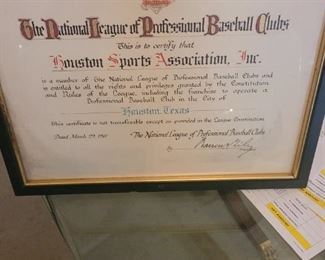 The National League of Professional Baseball Clubs
This is to certify that
Houston Sports Association, Inc.
is a member of The National League of Professional Baseball Clubs and
is entitled to all the rights and privileges granted by the Constitution
and Rules of the League, including the franchise to operate a
Professional Baseball Club in the City of
Houston, Texas
This certificate is not transferable except as provided in the League Constitution
The National League of Professional Baseball Clubs
Dated March 29, 1961